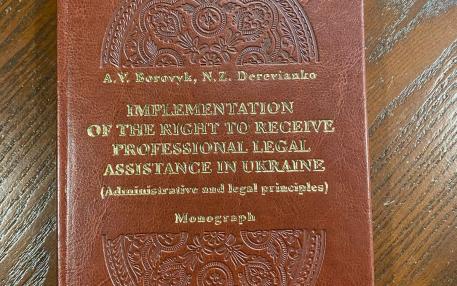 A.V. Borovyk, N.Z. Derevianko
IMPLEMENTATION
OF THE RIGHT TO RECEIVE
PROFESSIONAL LEGAL
ASSISTANCE IN UKRAINE
(Administrative and legal principles)
Monograph